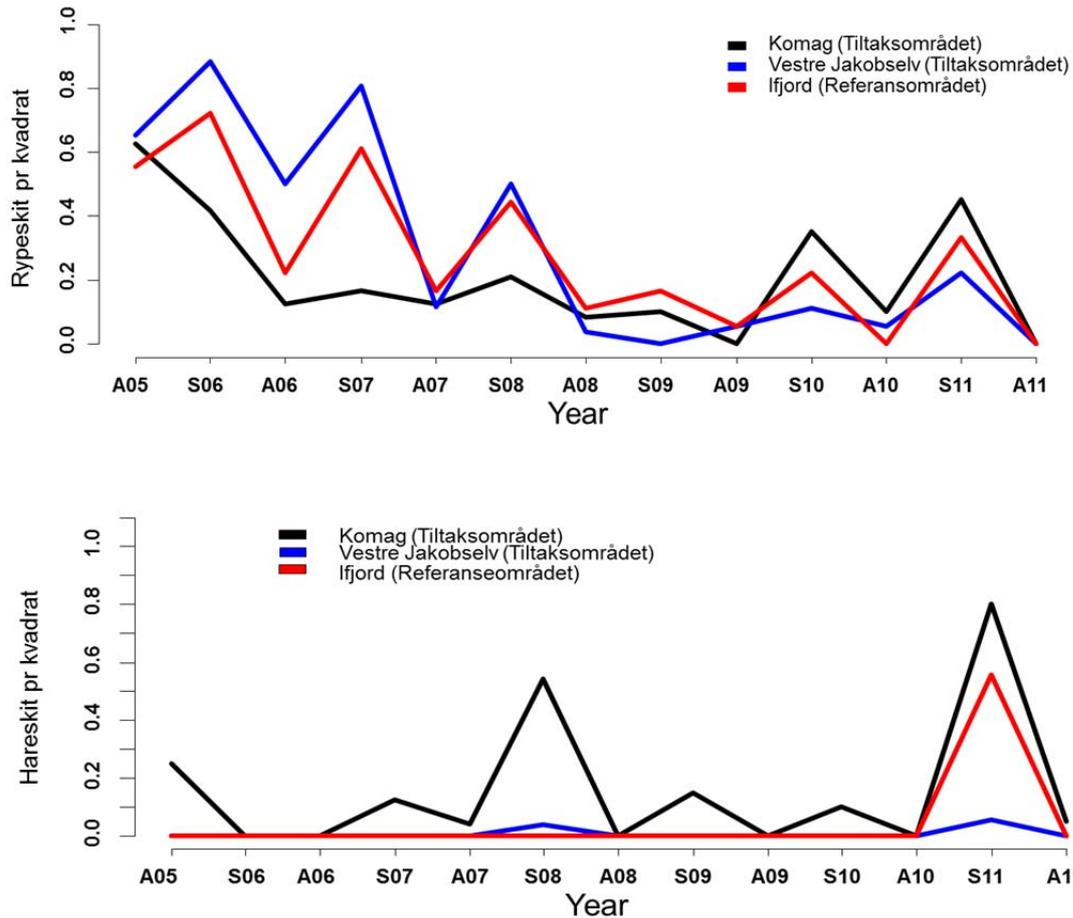 Rypeskit pr kvadrat
1.0
0.8
0.6
0.4
0.2
0.0
Komag (Tiltaksområdet)
Vestre Jakobselv (Tiltaksområdet)
Ifjord (Referansområdet)
A05 S06 A06 S07 A07 S08 A08 S09 A09 S10 A10 S11 A11
Year
Hareskit pr kvadrat
1.0
0.8
0.6
0.4
0.2
0.0
Komag (Tiltaksområdet)
Vestre Jakobselv (Tiltaksområdet)
Ifjord (Referanseområdet)
A05 S06 A06 S07 A07 S08 A08 S09 A09 S10 A10 S11 A1
Year